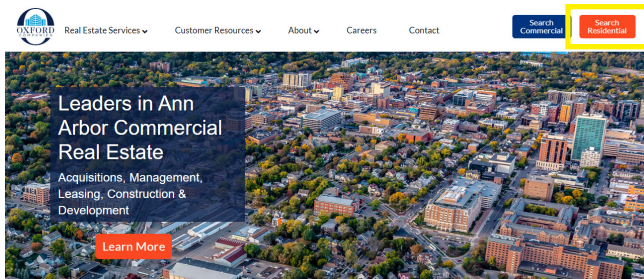 OXFORD
COMPANIES
Real Estate Services
Customer Resources
About
Careers
Contact
Search
Commercial
Search
Residential
Leaders in Ann
Arbor Commercial
Real Estate
Acquisitions, Management,
Leasing, Construction &
Development
Learn More